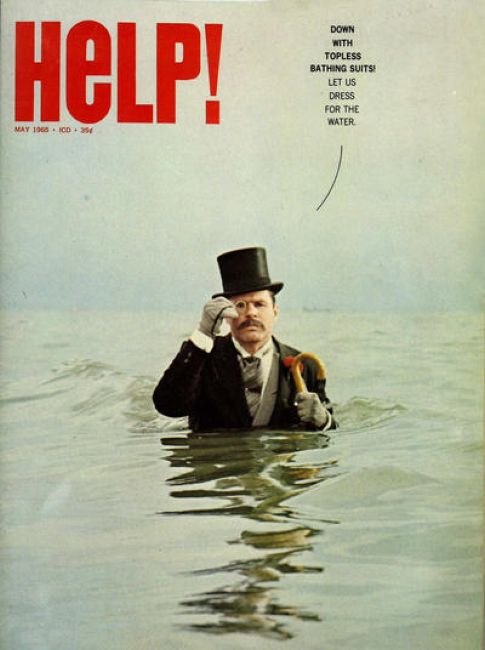 HELP!
MAY 1965 • ICD • 35¢
DOWN
WITH
TOPLESS
BATHING SUITS!
LET US
DRESS
FOR THE
WATER.